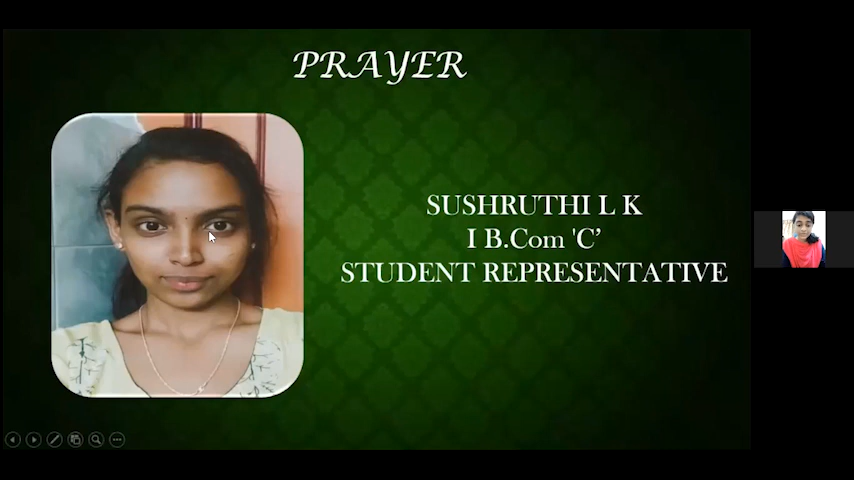 PRAYER
SUSHRUTHI L K
I B.Com 'C’
STUDENT REPRESENTATIVE